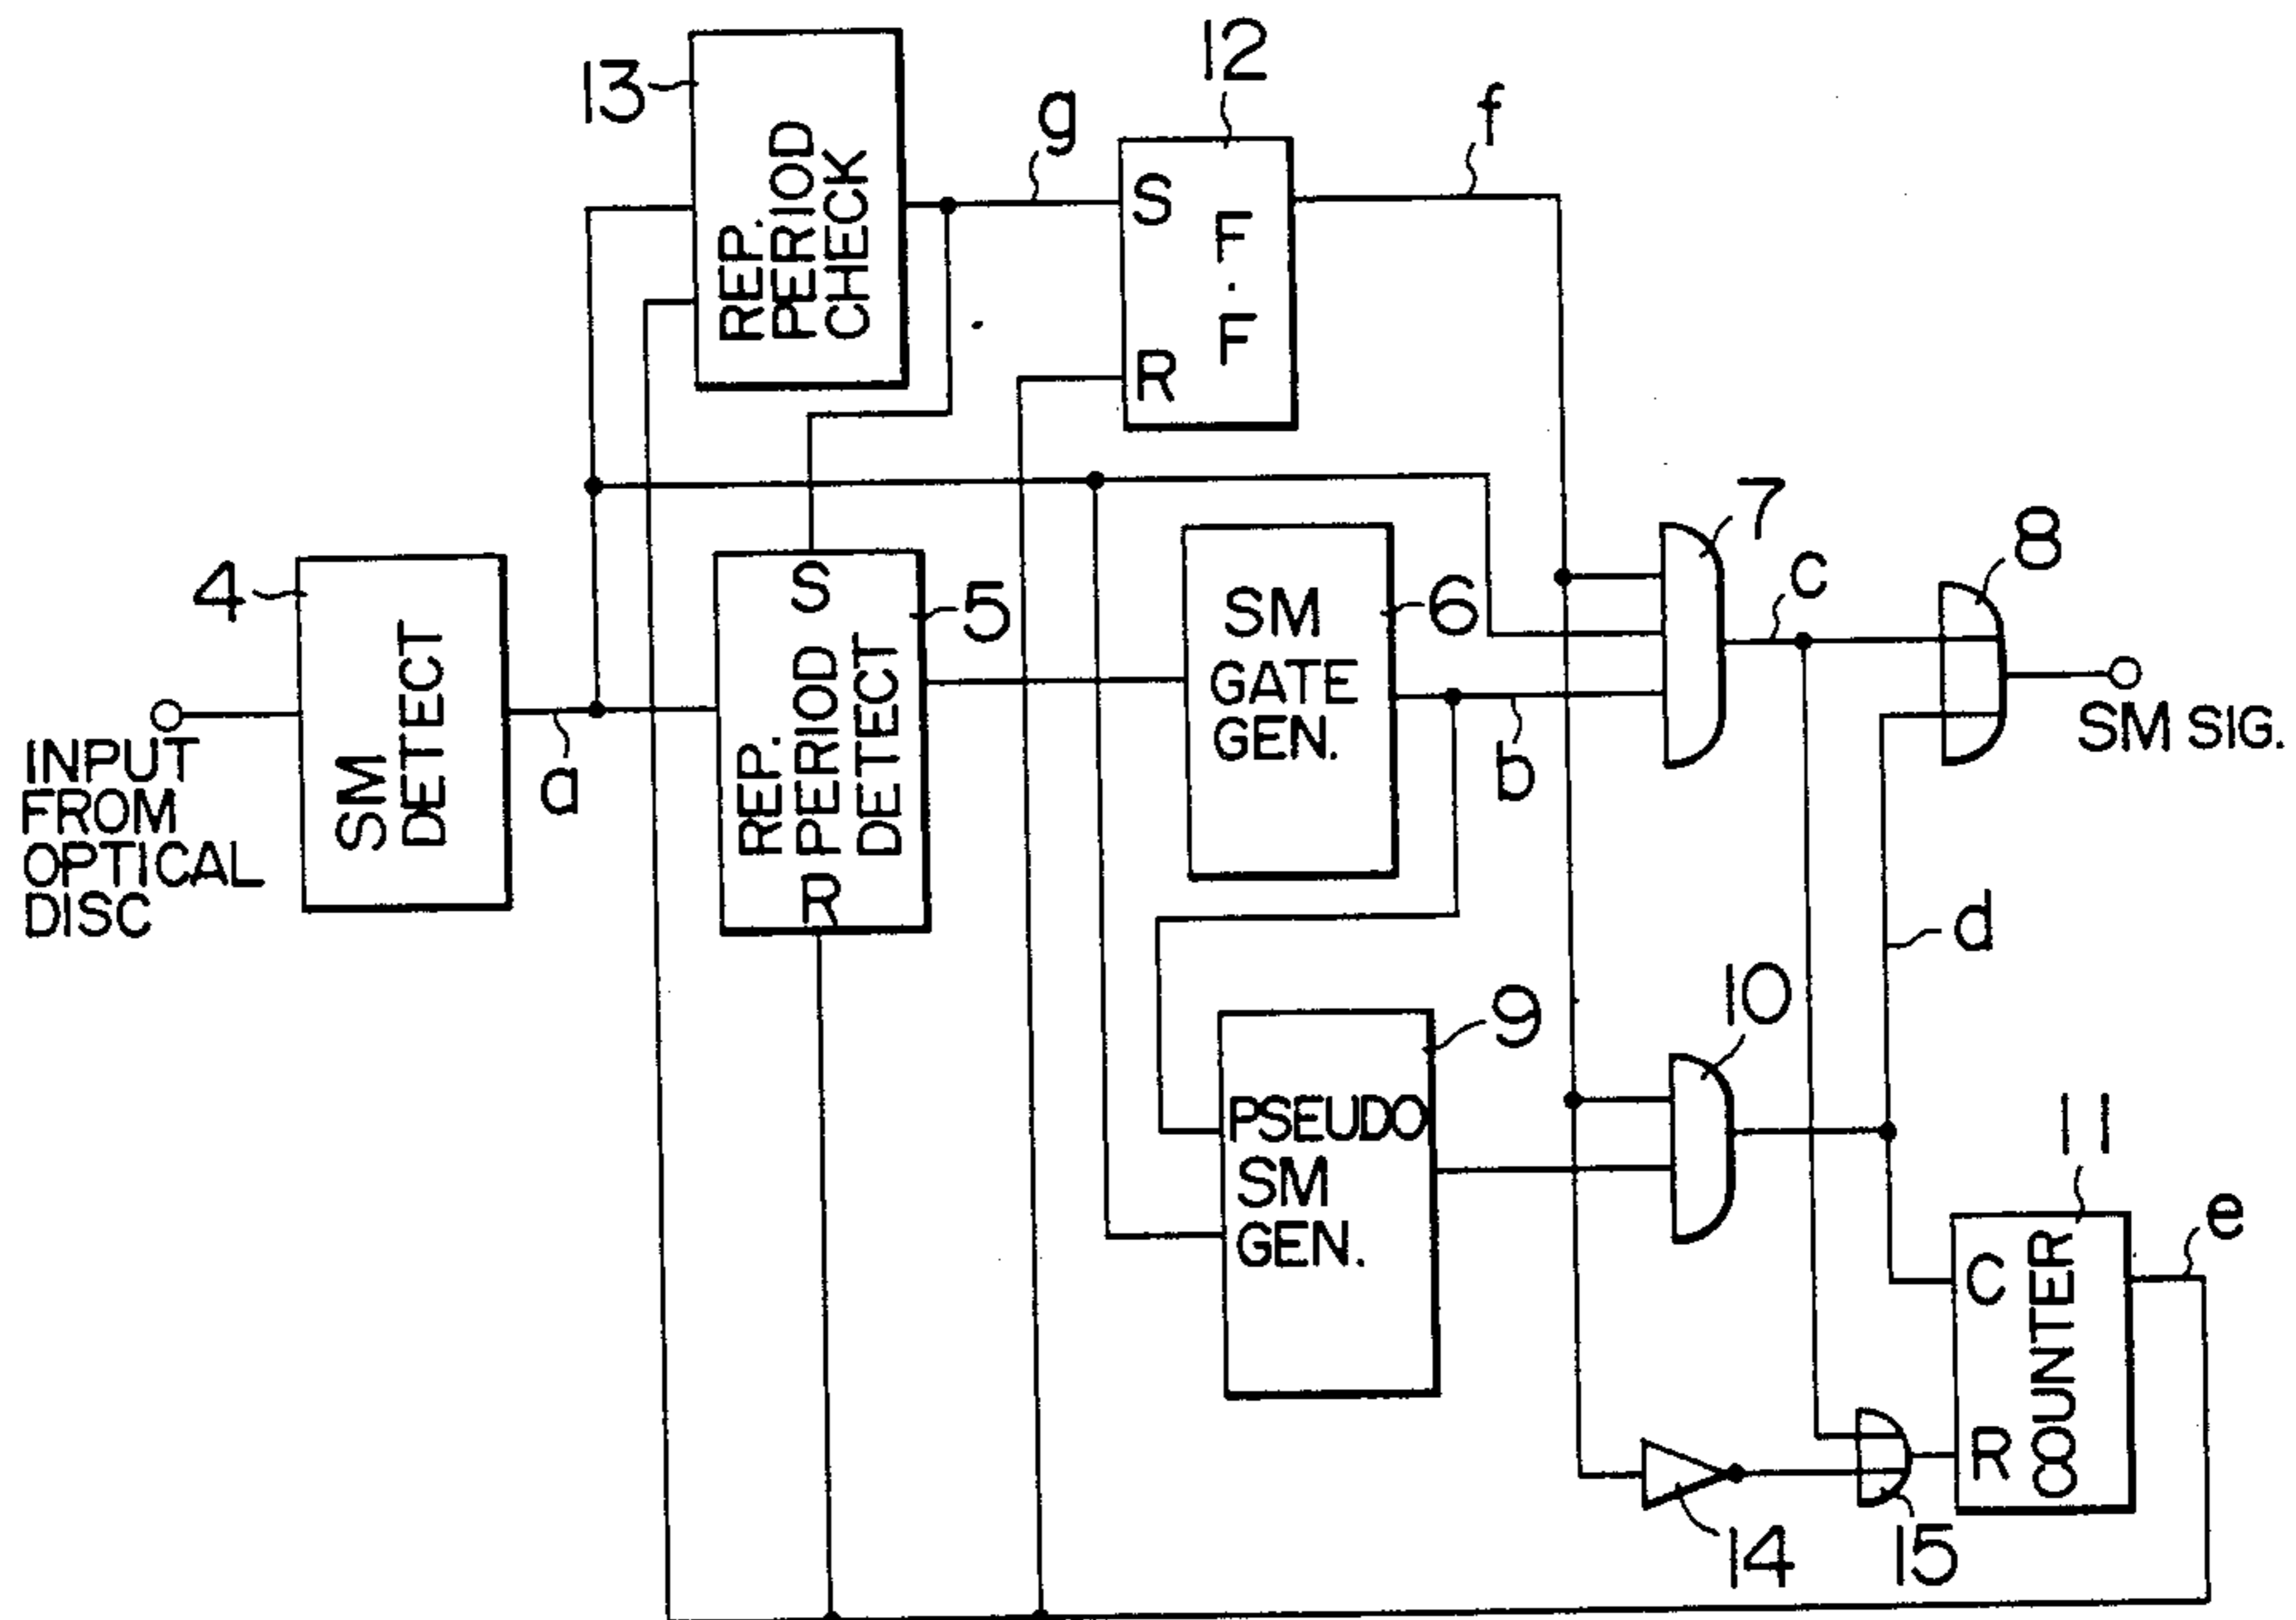 13
REP.
PERIOD
CHECK
g
12
S
F
.
F
R
f
4
SM
DETECT
INPUT
FROM
OPTICAL
DISC
a
S
5
REP.
PERIOD
DETECT
R
6
SM
GATE
GEN.
b
7
c
8
SM SIG.
d
9
PSEUDO
SM
GEN.
10
11
C
COUNTER
R
e
14
15